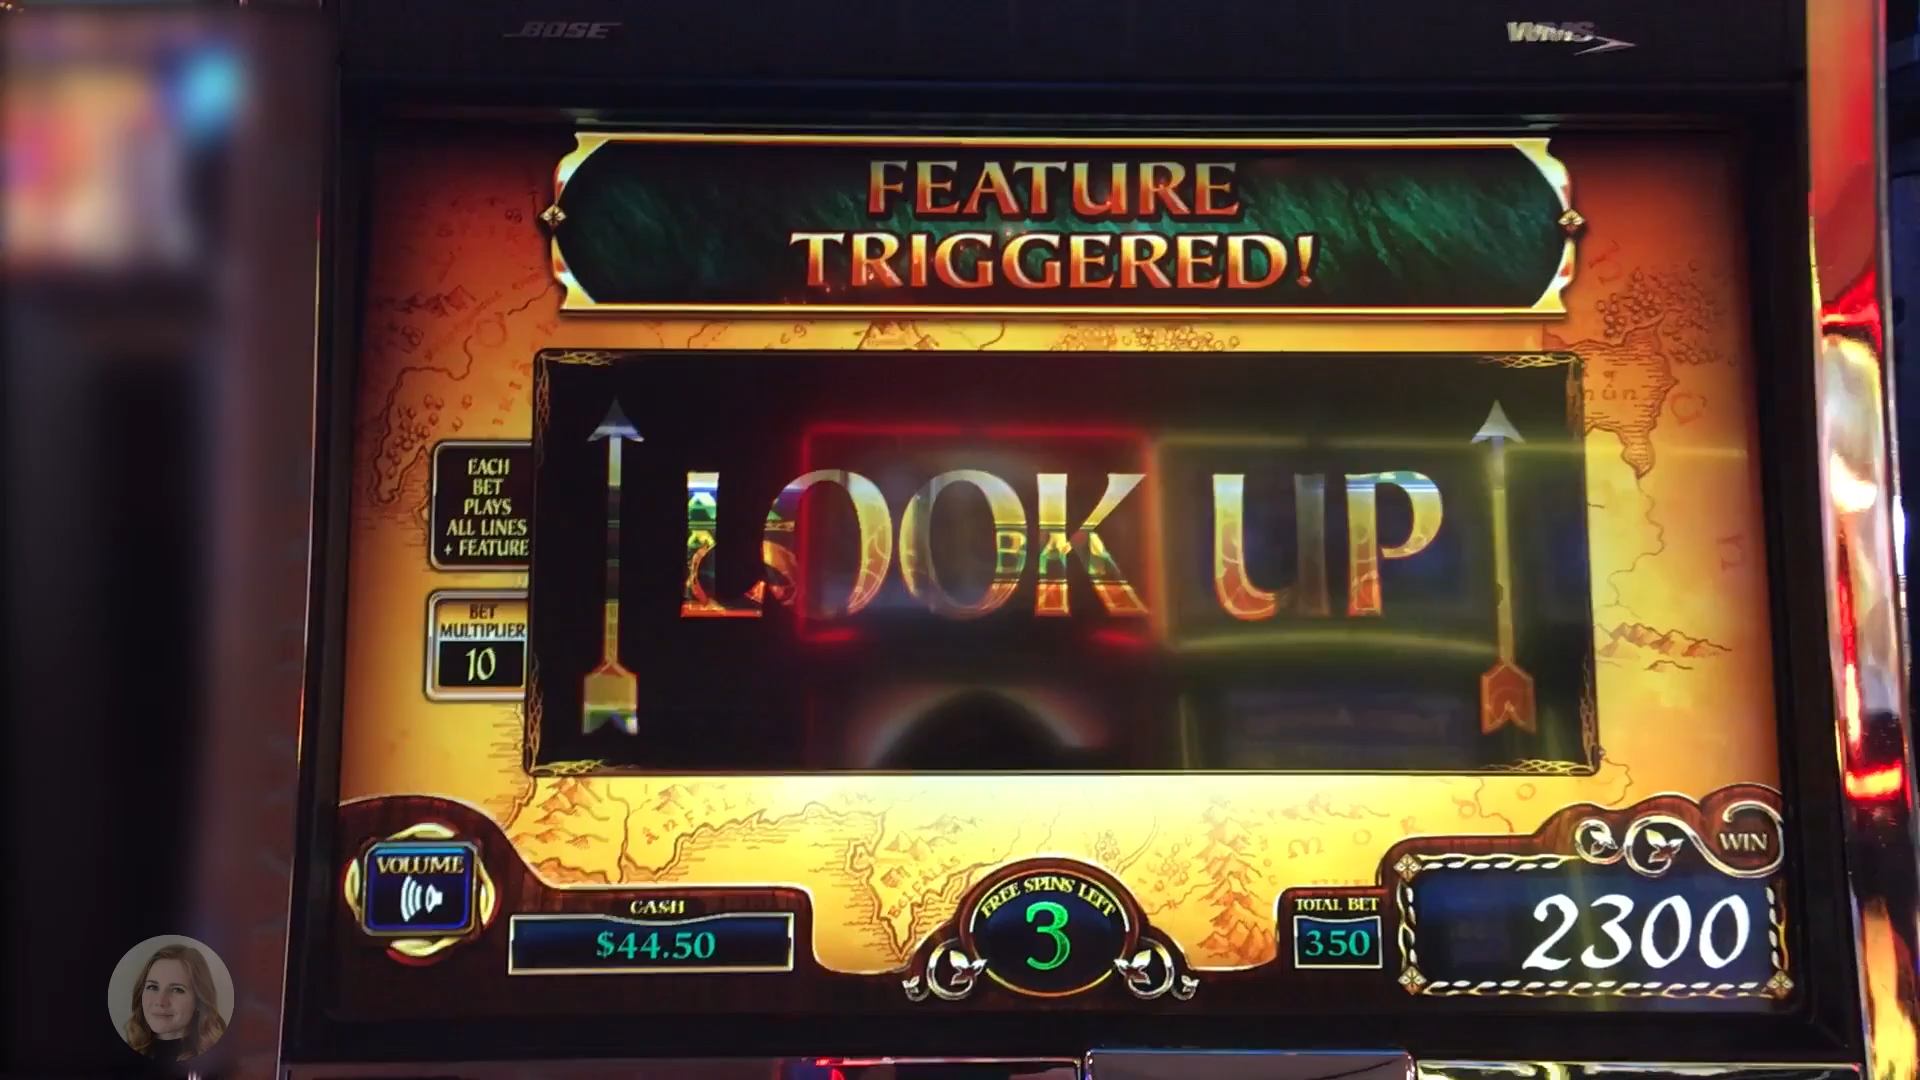 BOSE
WMS
FEATURE
TRIGGERED!
LOOK UP
EACH
BET
PLAYS
ALL LINES
+ FEATURE
BET
MULTIPLIER
10
VOLUME
CASH
$44.50
FREE SPINS LEFT
3
TOTAL BET
350
WIN
2300
BELFALAS